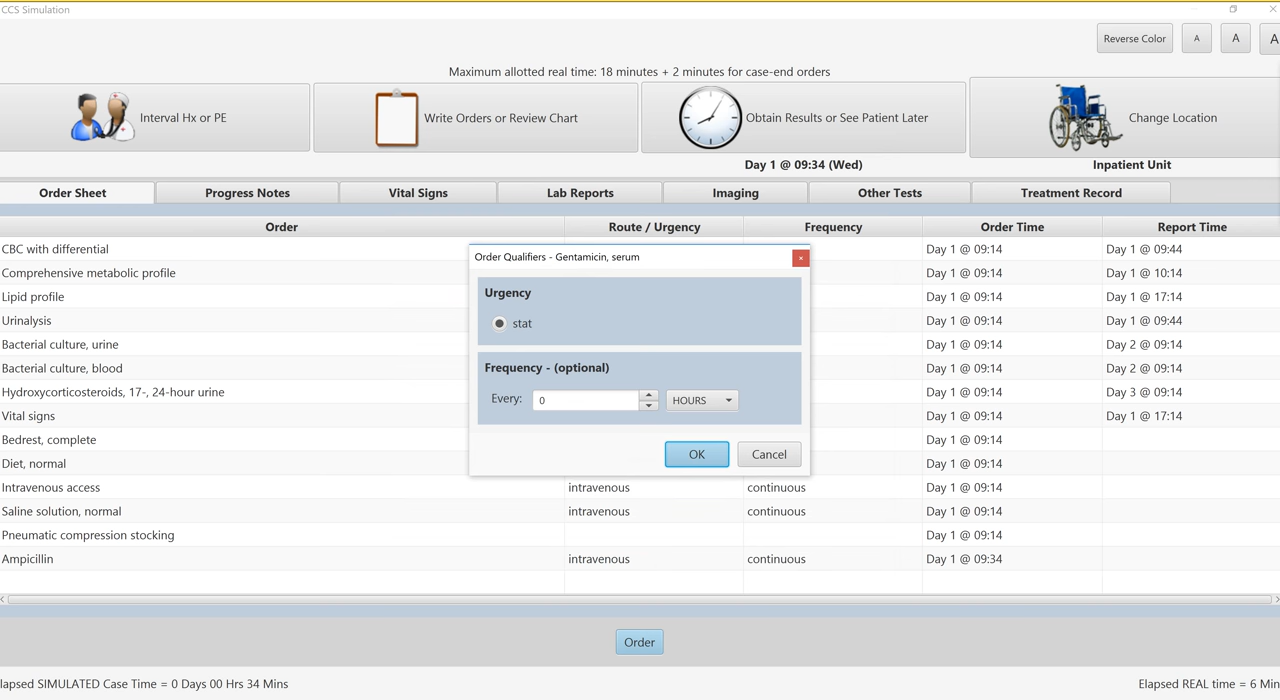 CCS Simulation
Reverse Color A A A
Maximum allotted real time: 18 minutes + 2 minutes for case-end orders
Interval Hx or PE Write Orders or Review Chart Obtain Results or See Patient Later Change Location
Day 1 @ 09:34 (Wed) Inpatient Unit
Order Sheet Progress Notes Vital Signs Lab Reports Imaging Other Tests Treatment Record
Order Route / Urgency Frequency Order Time Report Time
CBC with differential Day 1 @ 09:14 Day 1 @ 09:44
Comprehensive metabolic profile Day 1 @ 09:14 Day 1 @ 10:14
Lipid profile Day 1 @ 09:14 Day 1 @ 17:14
Urinalysis Day 1 @ 09:14 Day 1 @ 09:44
Bacterial culture, urine Day 1 @ 09:14 Day 2 @ 09:14
Bacterial culture, blood Day 1 @ 09:14 Day 2 @ 09:14
Hydroxycorticosteroids, 17-, 24-hour urine Day 1 @ 09:14 Day 3 @ 09:14
Vital signs Day 1 @ 09:14 Day 1 @ 17:14
Bedrest, complete Day 1 @ 09:14
Diet, normal Day 1 @ 09:14
Intravenous access intravenous continuous Day 1 @ 09:14
Saline solution, normal intravenous continuous Day 1 @ 09:14
Pneumatic compression stocking Day 1 @ 09:14
Ampicillin intravenous continuous Day 1 @ 09:34
Order Qualifiers - Gentamicin, serum
Urgency
stat
Frequency - (optional)
Every: 0 HOURS
OK Cancel
Order
lapsed SIMULATED Case Time = 0 Days 00 Hrs 34 Mins Elapsed REAL time = 6 Min